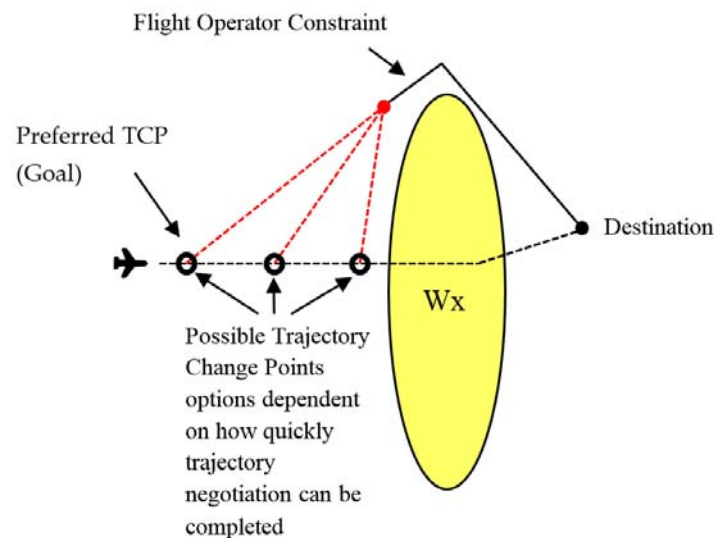 Flight Operator Constraint
Preferred TCP
(Goal)
Destination
Wx
Possible Trajectory
Change Points
options dependent
on how quickly
trajectory
negotiation can be
completed